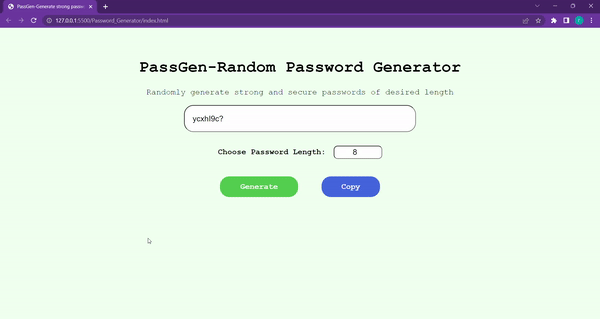 PassGen-Generate strong passw
127.0.0.1:5500/Password_Generator/index.html
PassGen-Random Password Generator
Randomly generate strong and secure passwords of desired length
ycxhI9c?
Choose Password Length: 8
Generate Copy